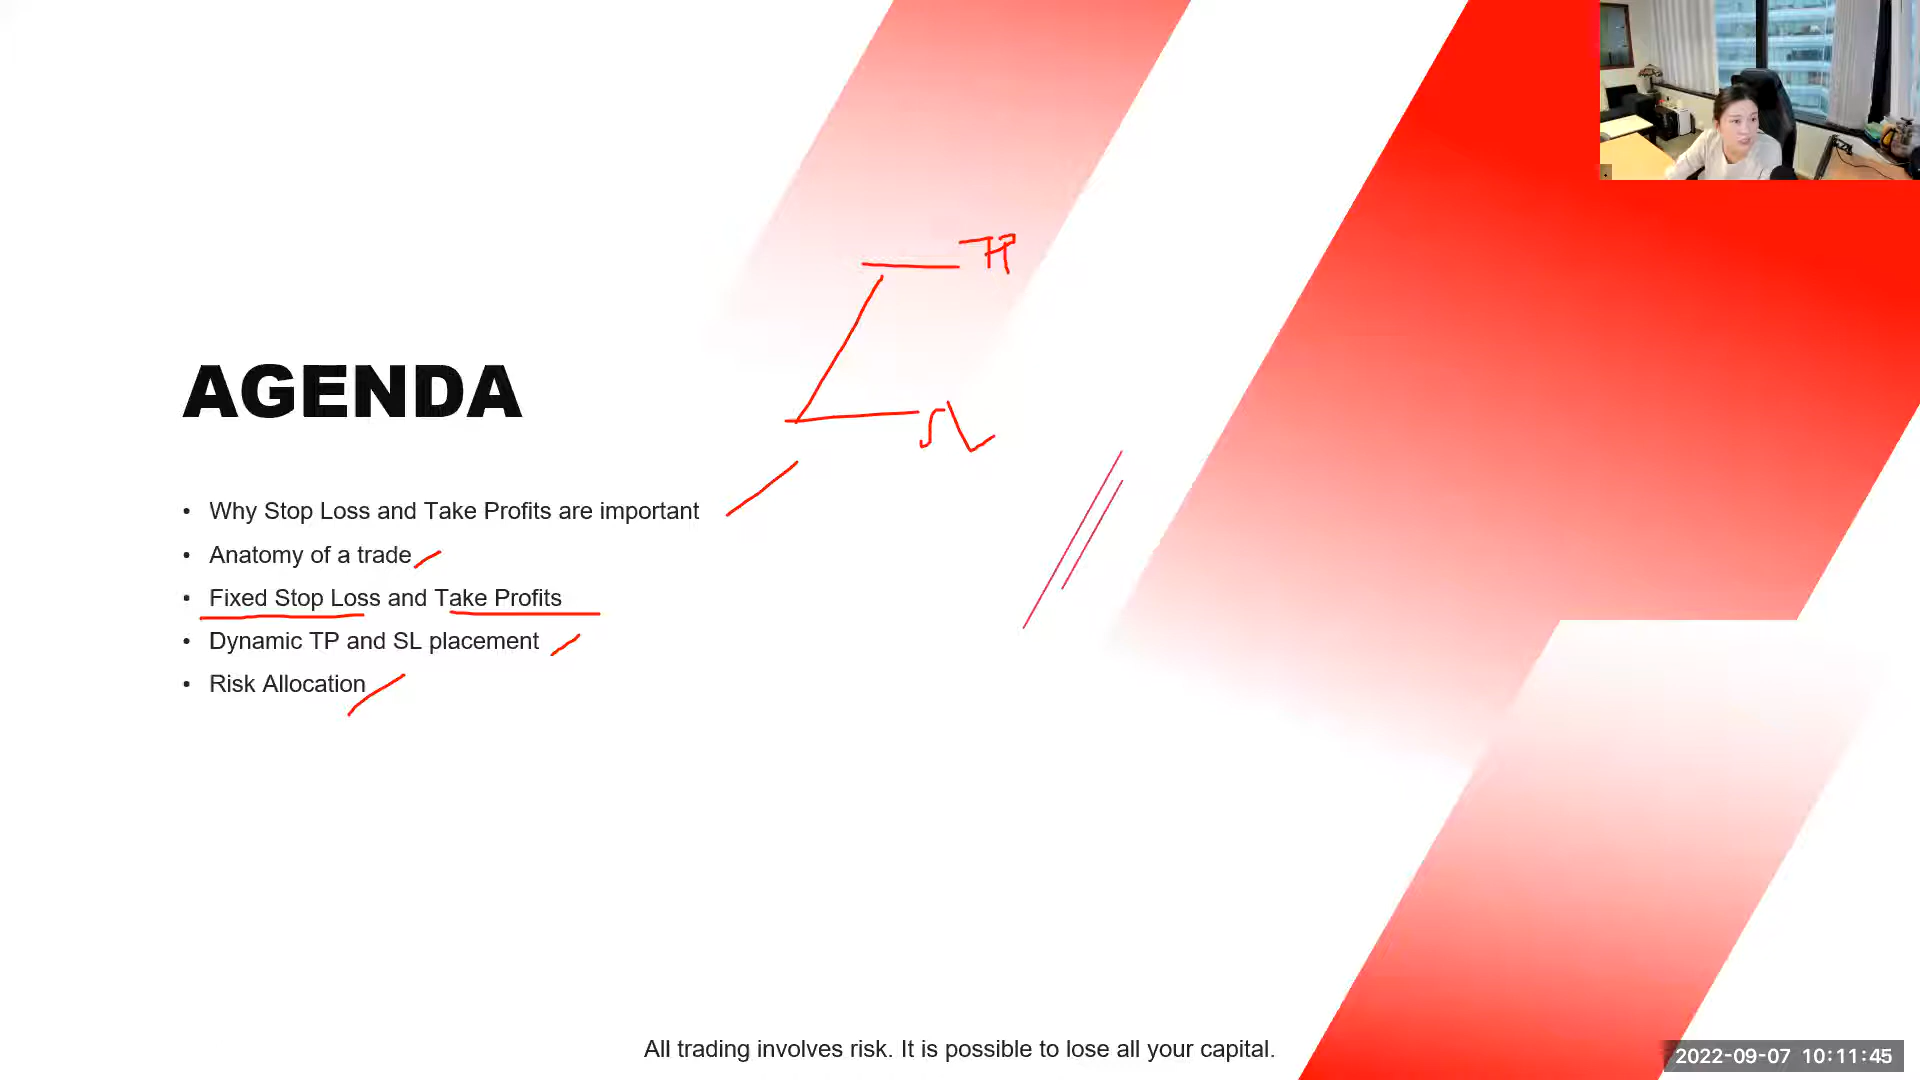 TP
AGENDA
SL
• Why Stop Loss and Take Profits are important
• Anatomy of a trade
• Fixed Stop Loss and Take Profits
• Dynamic TP and SL placement
• Risk Allocation
All trading involves risk. It is possible to lose all your capital.
2022-09-07 10:11:45